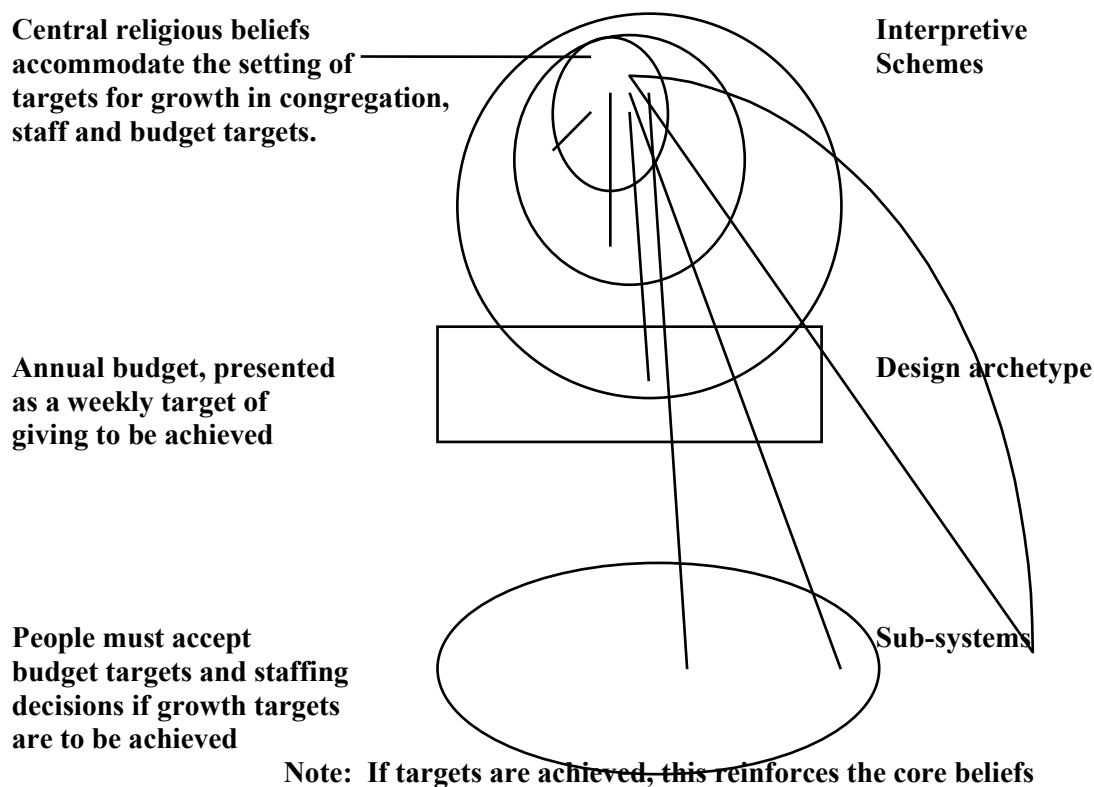 Central religious beliefs
accommodate the setting of
targets for growth in congregation,
staff and budget targets.
Interpretive
Schemes
Annual budget, presented
as a weekly target of
giving to be achieved
Design archetype
People must accept
budget targets and staffing
decisions if growth targets
are to be achieved
Sub-systems
Note: If targets are achieved, this reinforces the core beliefs